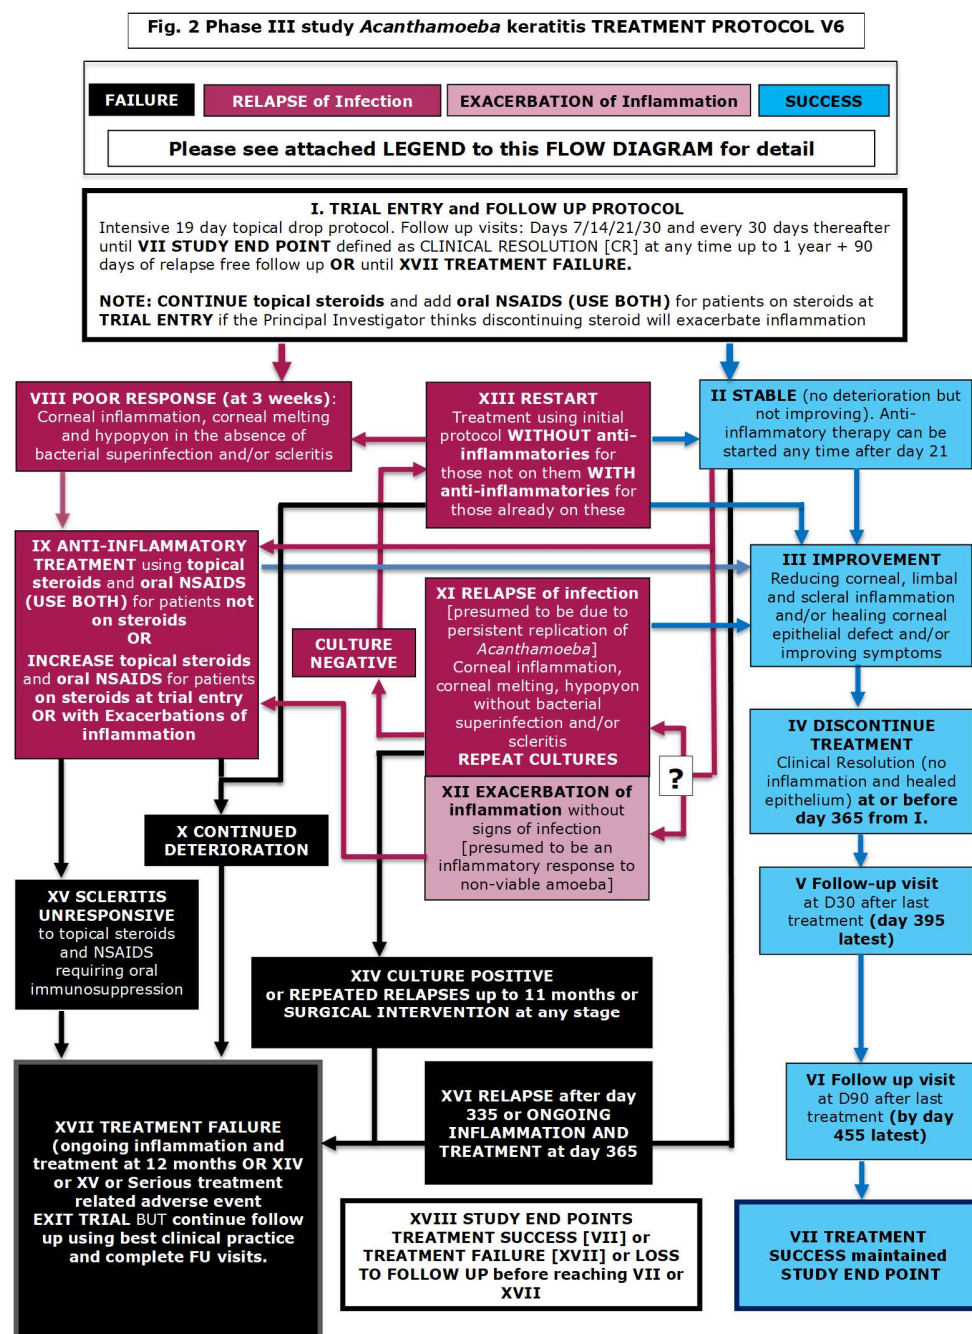 Fig. 2 Phase III study Acanthamoeba keratitis TREATMENT PROTOCOL V6
FAILURE
RELAPSE of Infection
EXACERBATION of Inflammation
SUCCESS
Please see attached LEGEND to this FLOW DIAGRAM for detail
I. TRIAL ENTRY and FOLLOW UP PROTOCOL
Intensive 19 day topical drop protocol. Follow up visits: Days 7/14/21/30 and every 30 days thereafter
until VII STUDY END POINT defined as CLINICAL RESOLUTION [CR] at any time up to 1 year + 90
days of relapse free follow up OR until XVII TREATMENT FAILURE.
NOTE: CONTINUE topical steroids and add oral NSAIDS (USE BOTH) for patients on steroids at
TRIAL ENTRY if the Principal Investigator thinks discontinuing steroid will exacerbate inflammation
VIII POOR RESPONSE (at 3 weeks):
Corneal inflammation, corneal melting
and hypopyon in the absence of
bacterial superinfection and/or scleritis
XIII RESTART
Treatment using initial
protocol WITHOUT anti-
inflammatories for
those not on them WITH
anti-inflammatories for
those already on these
II STABLE (no deterioration but
not improving). Anti-
inflammatory therapy can be
started any time after day 21
IX ANTI-INFLAMMATORY
TREATMENT using topical
steroids and oral NSAIDS
(USE BOTH) for patients not
on steroids
OR
INCREASE topical steroids
and oral NSAIDS for patients
on steroids at trial entry
OR with Exacerbations of
inflammation
CULTURE
NEGATIVE
XI RELAPSE of infection
[presumed to be due to
persistent replication of
Acanthamoeba]
Corneal inflammation,
corneal melting, hypopyon
without bacterial
superinfection and/or
scleritis
REPEAT CULTURES
III IMPROVEMENT
Reducing corneal, limbal
and scleral inflammation
and/or healing corneal
epithelial defect and/or
improving symptoms
IV DISCONTINUE
TREATMENT
Clinical Resolution (no
inflammation and healed
epithelium) at or before
day 365 from I.
?
XII EXACERBATION of
inflammation without
signs of infection
[presumed to be an
inflammatory response to
non-viable amoeba]
X CONTINUED
DETERIORATION
XV SCLERITIS
UNRESPONSIVE
to topical steroids
and NSAIDS
requiring oral
immunosuppression
V Follow-up visit
at D30 after last
treatment (day 395
latest)
XIV CULTURE POSITIVE
or REPEATED RELAPSES up to 11 months or
SURGICAL INTERVENTION at any stage
XVI RELAPSE after day
335 or ONGOING
INFLAMMATION AND
TREATMENT at day 365
VI Follow up visit
at D90 after last
treatment (by day
455 latest)
XVII TREATMENT FAILURE
(ongoing inflammation and
treatment at 12 months OR XIV
or XV or Serious treatment
related adverse event
EXIT TRIAL BUT continue follow
up using best clinical practice
and complete FU visits.
XVIII STUDY END POINTS
TREATMENT SUCCESS [VII] or
TREATMENT FAILURE [XVII] or LOSS
TO FOLLOW UP before reaching VII or
XVII
VII TREATMENT
SUCCESS maintained
STUDY END POINT